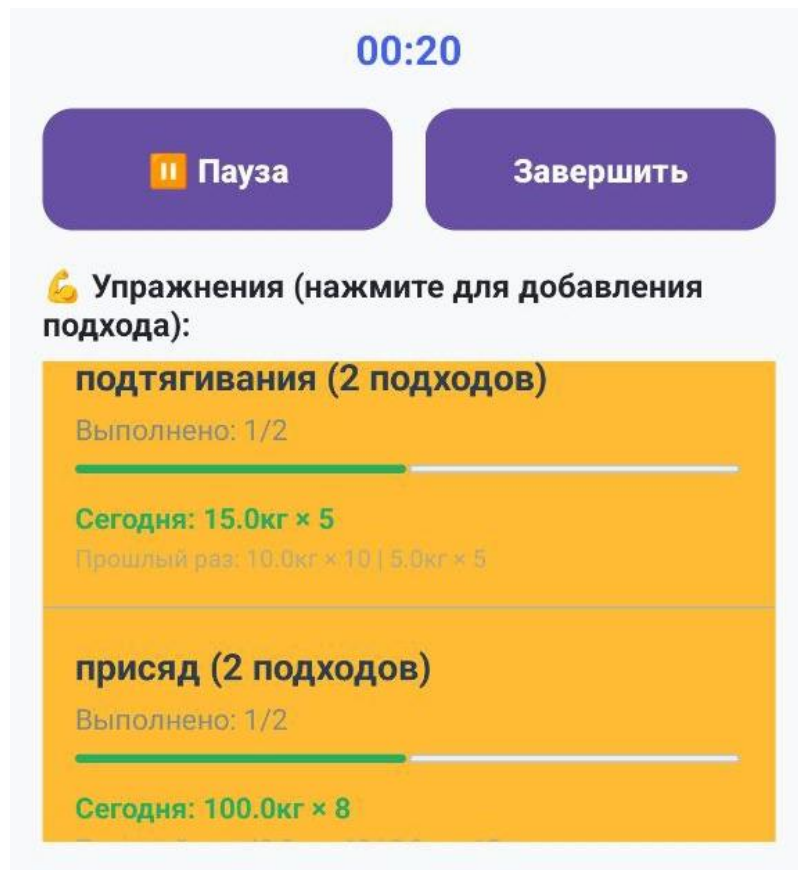 00:20
⏸️ Пауза
Завершить
💪 Упражнения (нажмите для добавления
подхода):
подтягивания (2 подходов)
Выполнено: 1/2
Сегодня: 15.0кг × 5
Прошлый раз: 10.0кг × 10 | 5.0кг × 5
присяд (2 подходов)
Выполнено: 1/2
Сегодня: 100.0кг × 8